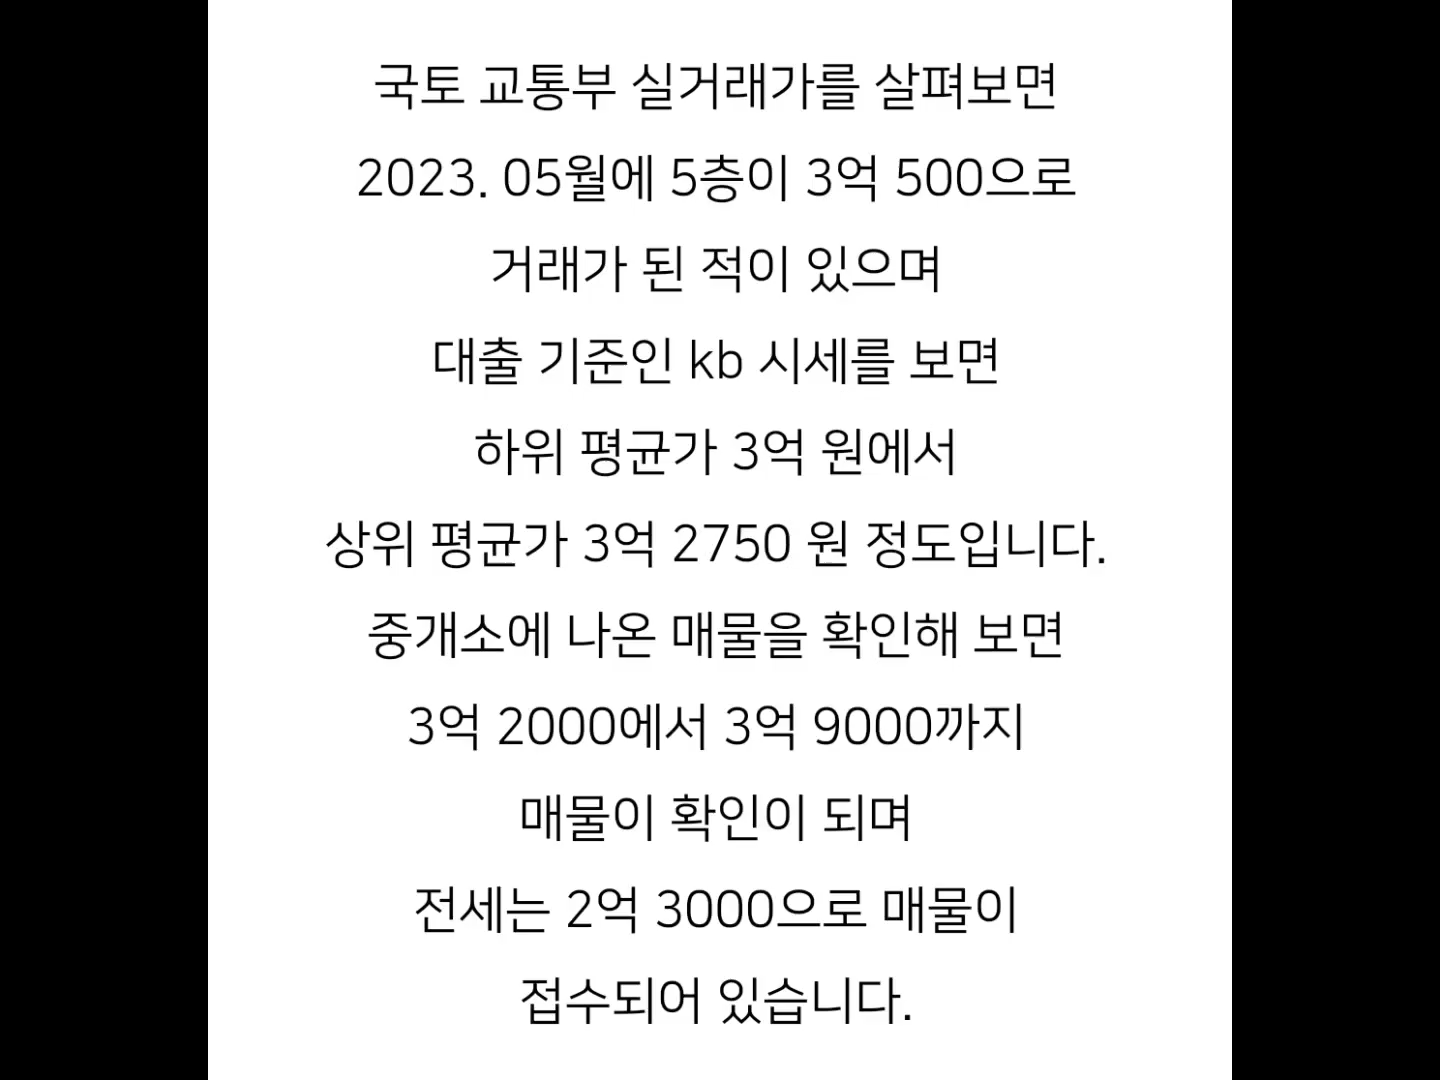 국토 교통부 실거래가를 살펴보면
2023. 05월에 5층이 3억 500으로
거래가 된 적이 있으며
대출 기준인 kb 시세를 보면
하위 평균가 3억 원에서
상위 평균가 3억 2750 원 정도입니다.
중개소에 나온 매물을 확인해 보면
3억 2000에서 3억 9000까지
매물이 확인이 되며
전세는 2억 3000으로 매물이
접수되어 있습니다.